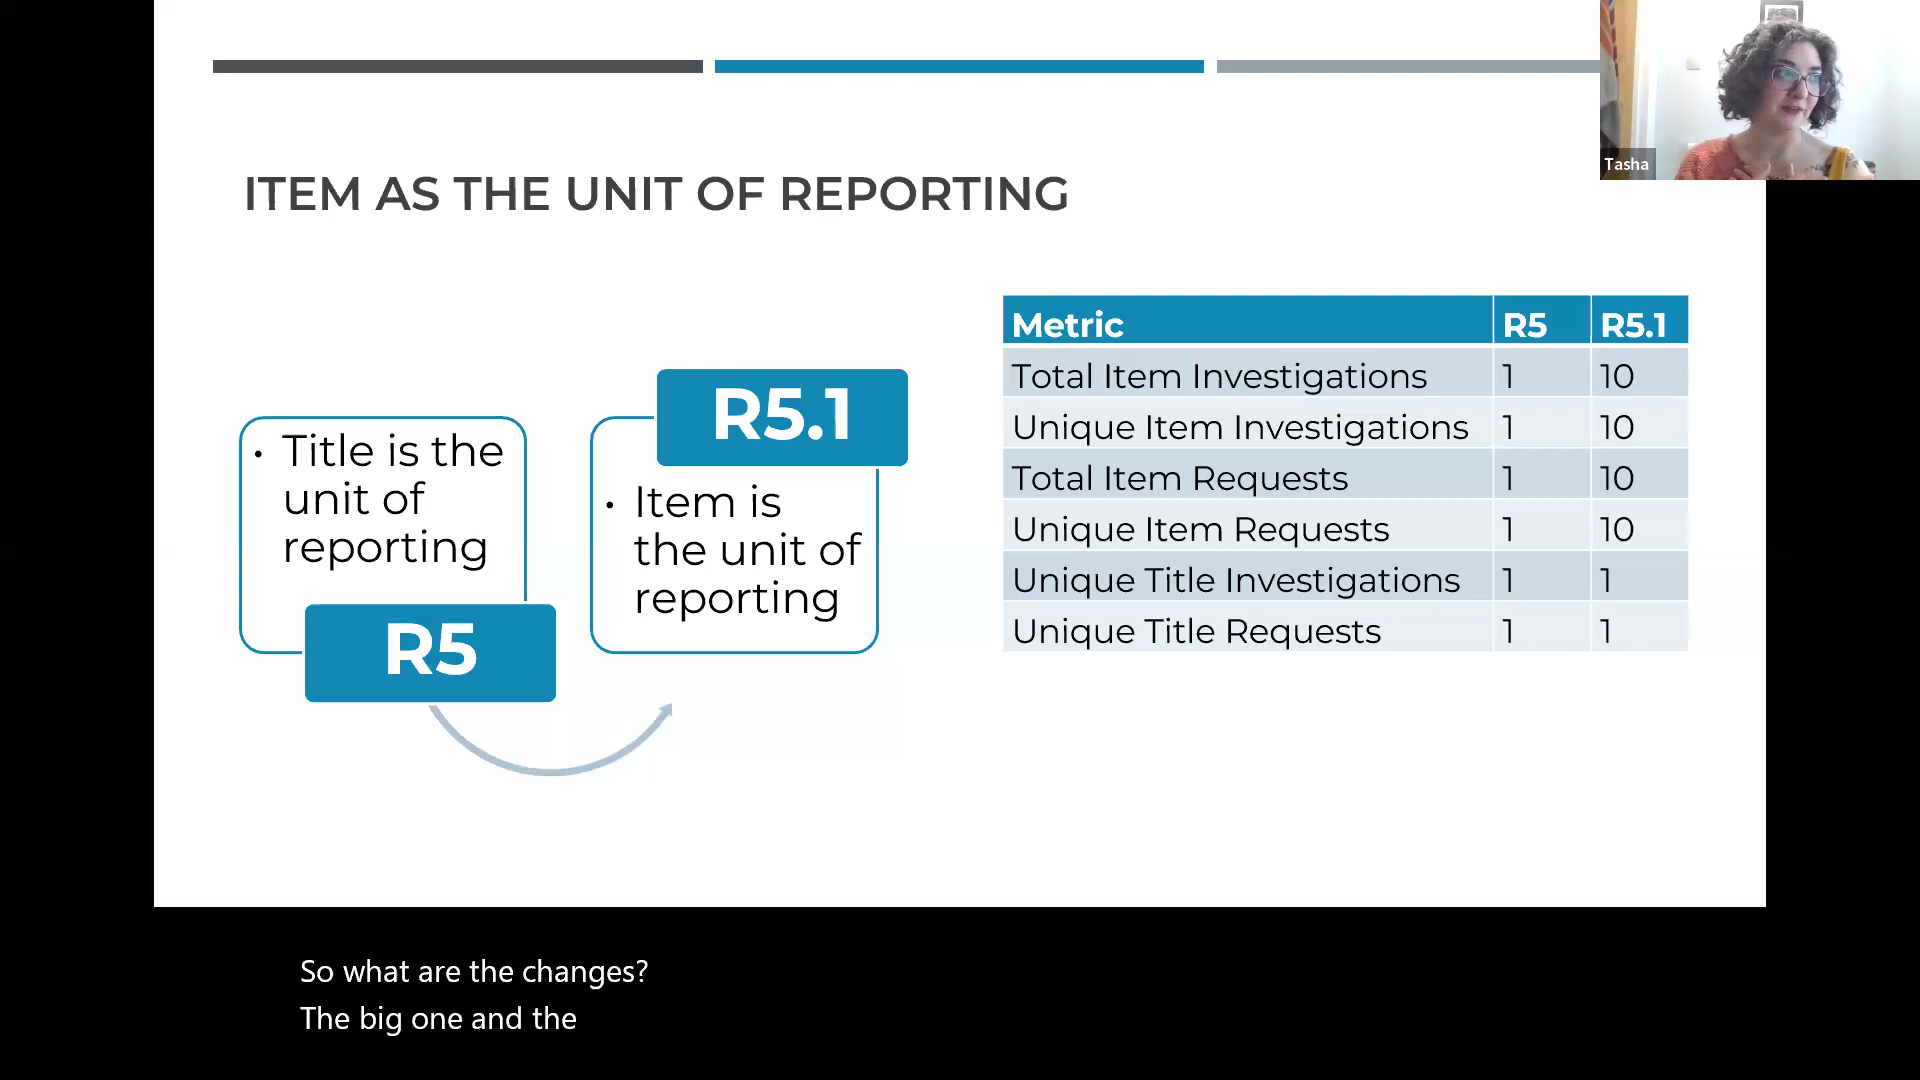 Tasha
ITEM AS THE UNIT OF REPORTING
• Title is the
unit of
reporting
R5
R5.1
• Item is
the unit of
reporting
Metric R5 R5.1
Total Item Investigations 1 10
Unique Item Investigations 1 10
Total Item Requests 1 10
Unique Item Requests 1 10
Unique Title Investigations 1 1
Unique Title Requests 1 1
So what are the changes?
The big one and the